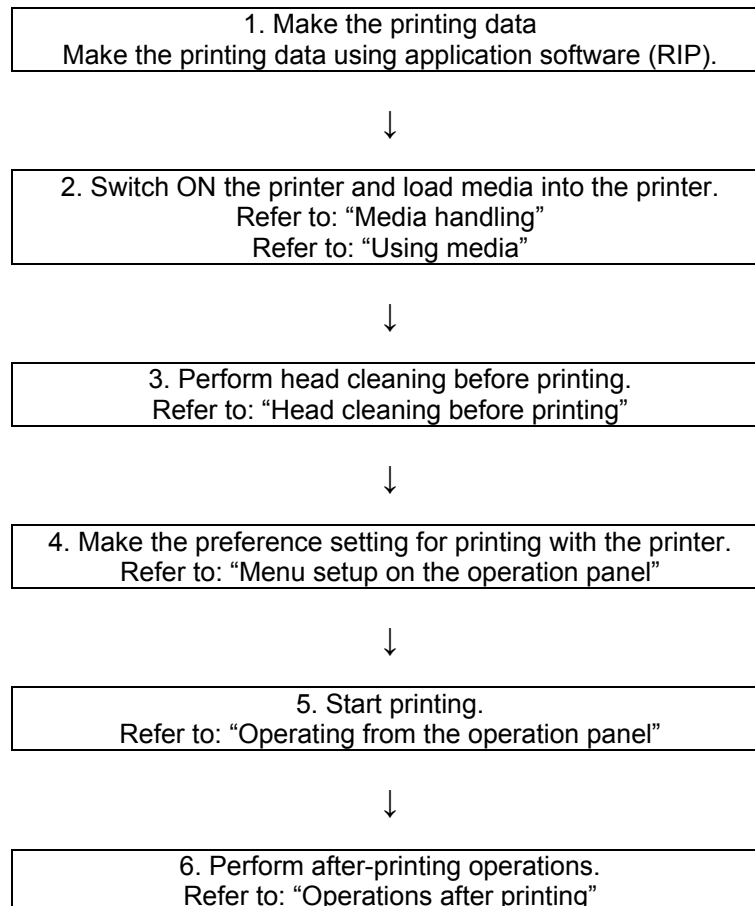 1. Make the printing data
Make the printing data using application software (RIP).
↓
2. Switch ON the printer and load media into the printer.
Refer to: “Media handling”
Refer to: “Using media”
↓
3. Perform head cleaning before printing.
Refer to: “Head cleaning before printing”
↓
4. Make the preference setting for printing with the printer.
Refer to: “Menu setup on the operation panel”
↓
5. Start printing.
Refer to: “Operating from the operation panel”
↓
6. Perform after-printing operations.
Refer to: “Operations after printing”